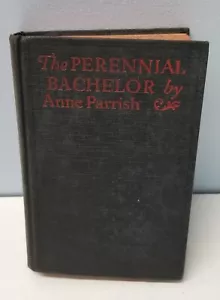 The PERENNIAL
BACHELOR by
Anne Parrish